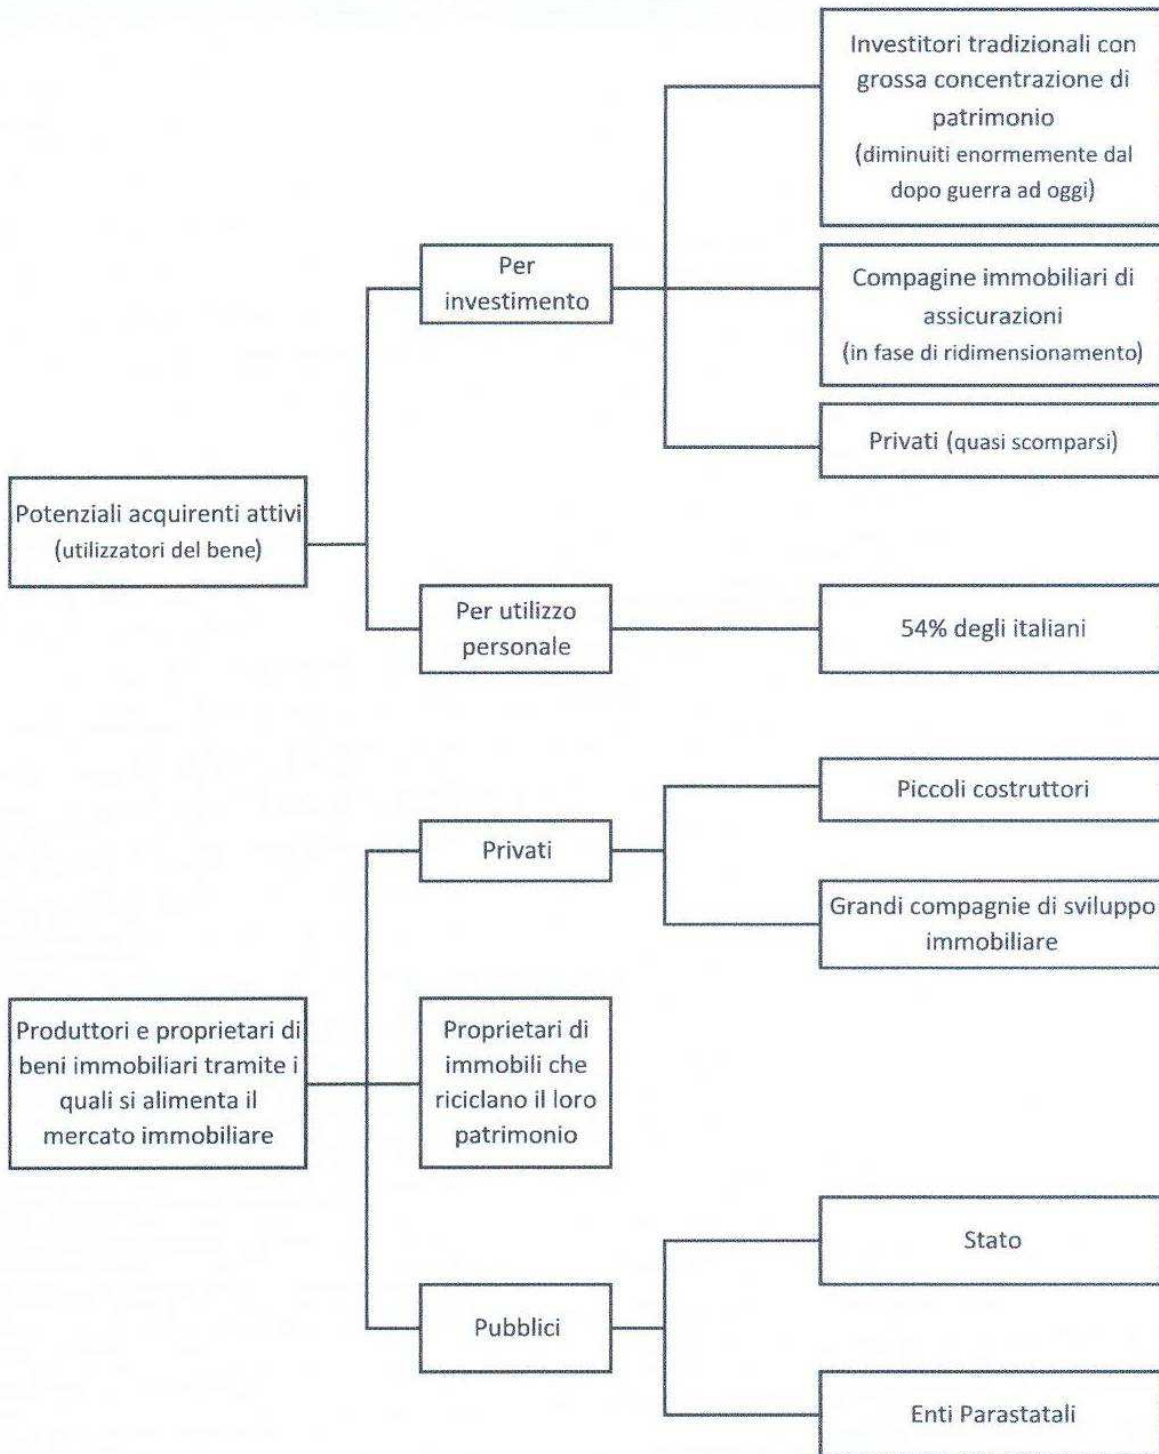 Investitori tradizionali con
grossa concentrazione di
patrimonio
(diminuiti enormemente dal
dopo guerra ad oggi)
Per
investimento
Compagine immobiliari di
assicurazioni
(in fase di ridimensionamento)
Privati (quasi scomparsi)
Potenziali acquirenti attivi
(utilizzatori del bene)
Per utilizzo
personale
54% degli italiani
Piccoli costruttori
Privati
Grandi compagnie di sviluppo
immobiliare
Produttori e proprietari di
beni immobiliari tramite i
quali si alimenta il
mercato immobiliare
Proprietari di
immobili che
riciclano il loro
patrimonio
Stato
Pubblici
Enti Parastatali